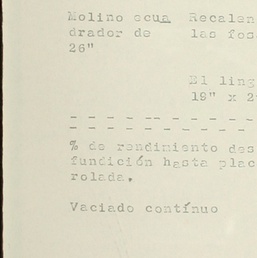 Molino ecua Recalen
drador de las fos
26"
El ling
19" x 2
% de rendimiento des
fundición hasta plac
rolada.
Vaciado contínuo